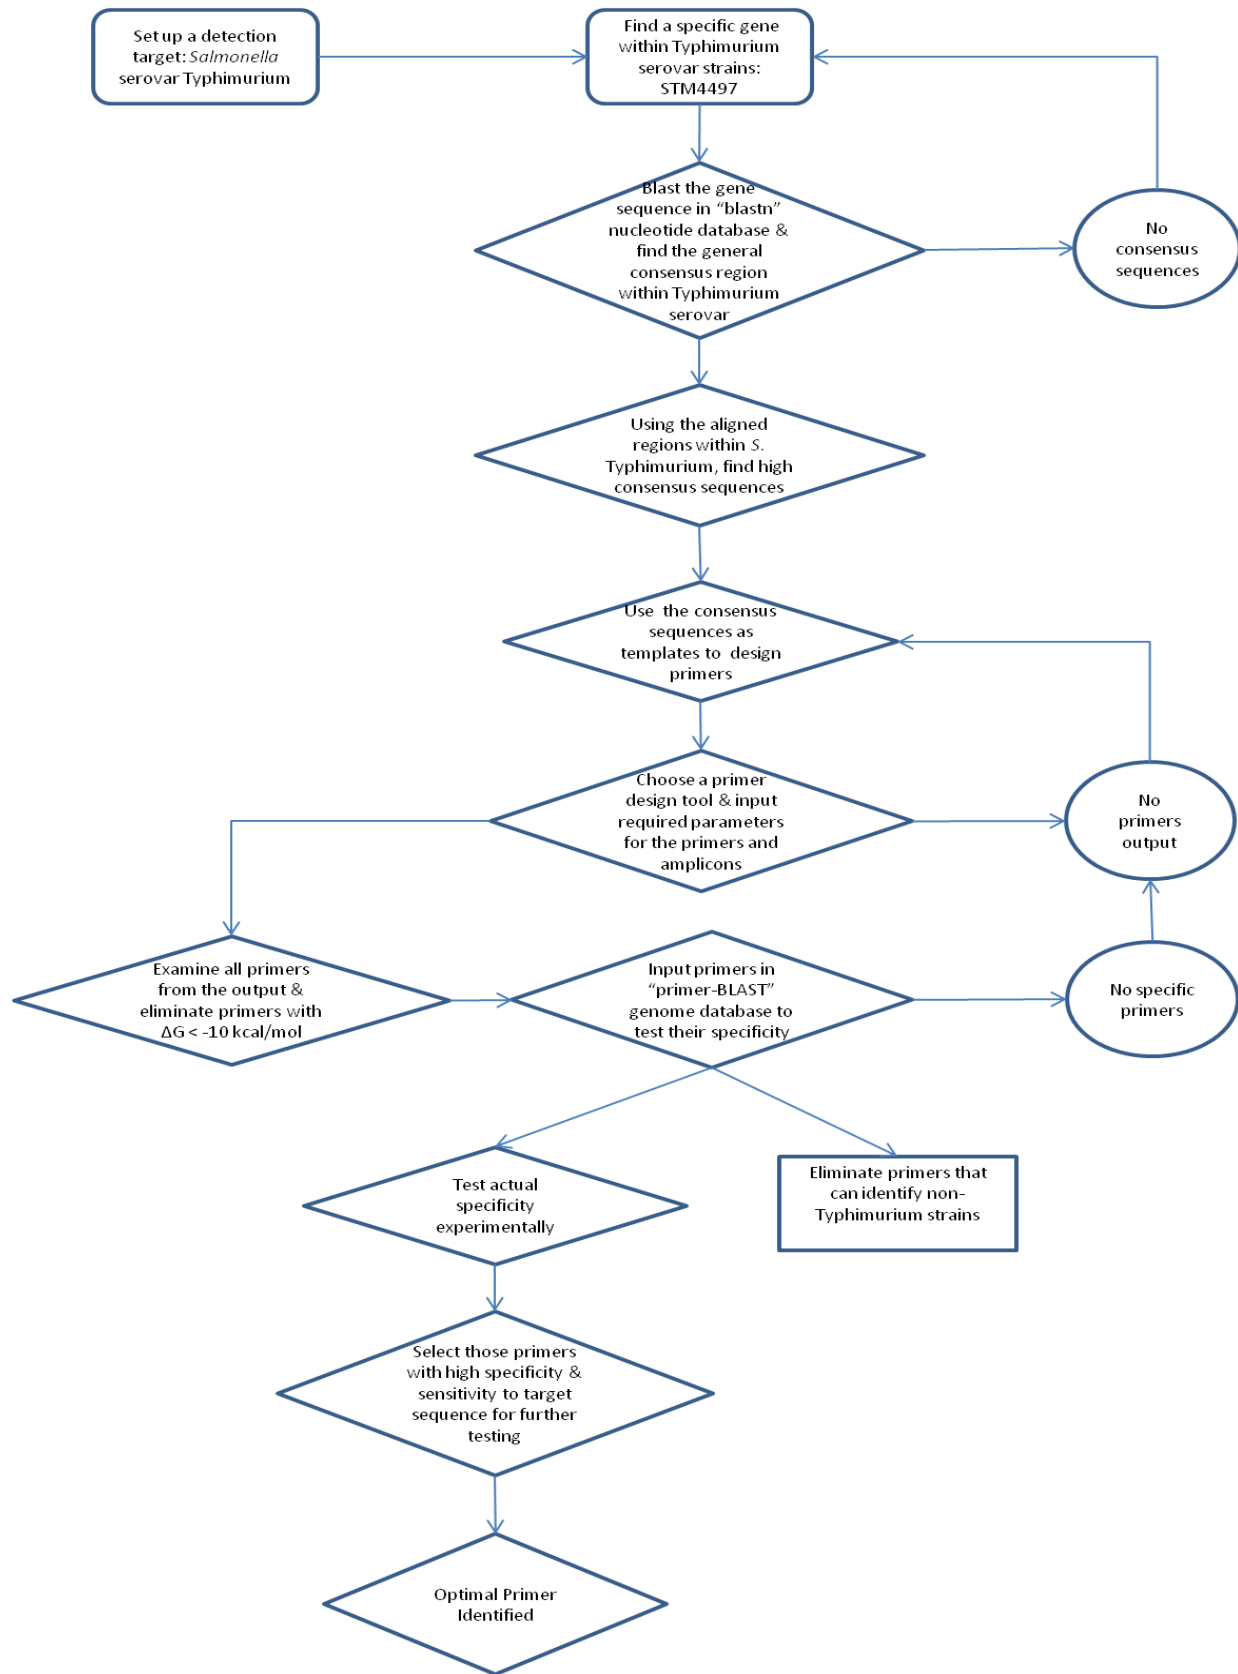 Set up a detection
target: Salmonella
serovar Typhimurium
Find a specific gene
within Typhimurium
serovar strains:
STM4497
Blast the gene
sequence in “blastn”
nucleotide database &
find the general
consensus region
within Typhimurium
serovar
No
consensus
sequences
Using the aligned
regions within S.
Typhimurium, find high
consensus sequences
Use the consensus
sequences as
templates to design
primers
Choose a primer
design tool & input
required parameters
for the primers and
amplicons
No
primers
output
Examine all primers
from the output &
eliminate primers with
ΔG < -10 kcal/mol
Input primers in
“primer-BLAST”
genome database to
test their specificity
No specific
primers
Test actual
specificity
experimentally
Eliminate primers that
can identify non-
Typhimurium strains
Select those primers
with high specificity &
sensitivity to target
sequence for further
testing
Optimal Primer
Identified